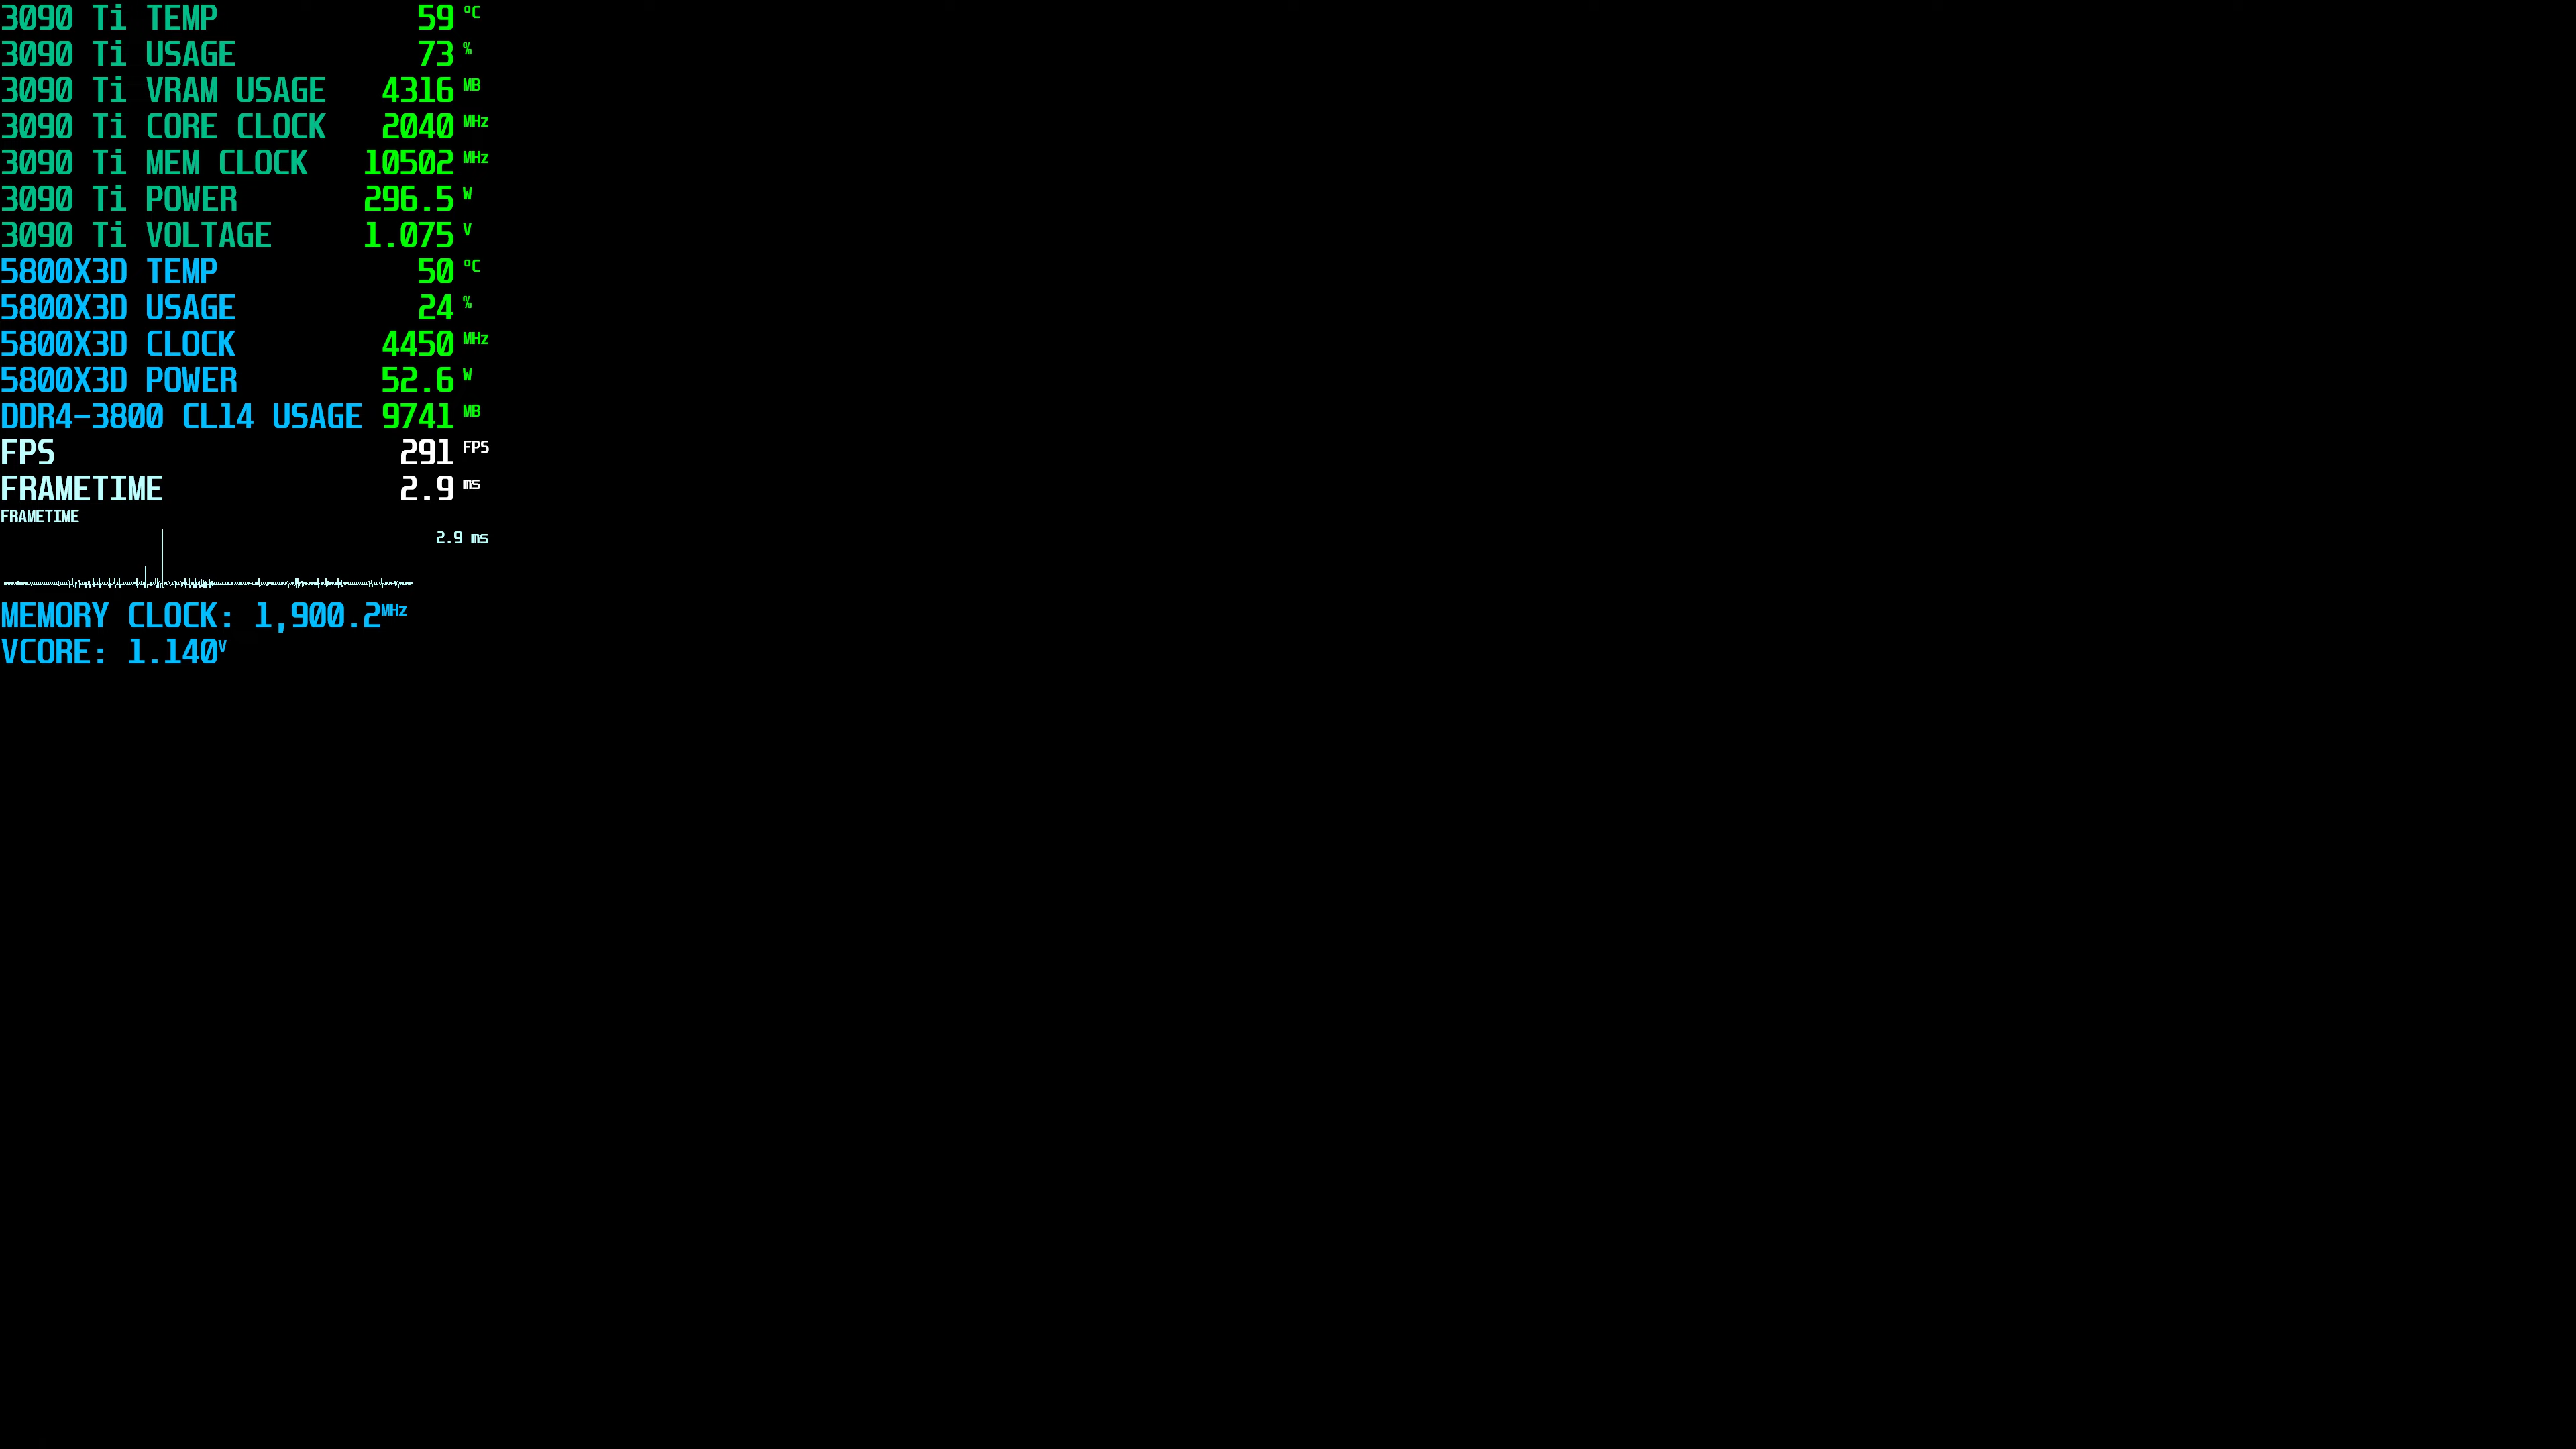 3090 Ti TEMP 59 °C
3090 Ti USAGE 73 %
3090 Ti VRAM USAGE 4316 MB
3090 Ti CORE CLOCK 2040 MHz
3090 Ti MEM CLOCK 10502 MHz
3090 Ti POWER 296.5 W
3090 Ti VOLTAGE 1.075 V
5800X3D TEMP 50 °C
5800X3D USAGE 24 %
5800X3D CLOCK 4450 MHz
5800X3D POWER 52.6 W
DDR4-3800 CL14 USAGE 9741 MB
FPS 291 FPS
FRAMETIME 2.9 ms
FRAMETIME
2.9 ms
MEMORY CLOCK: 1,900.2MHz
VCORE: 1.140V